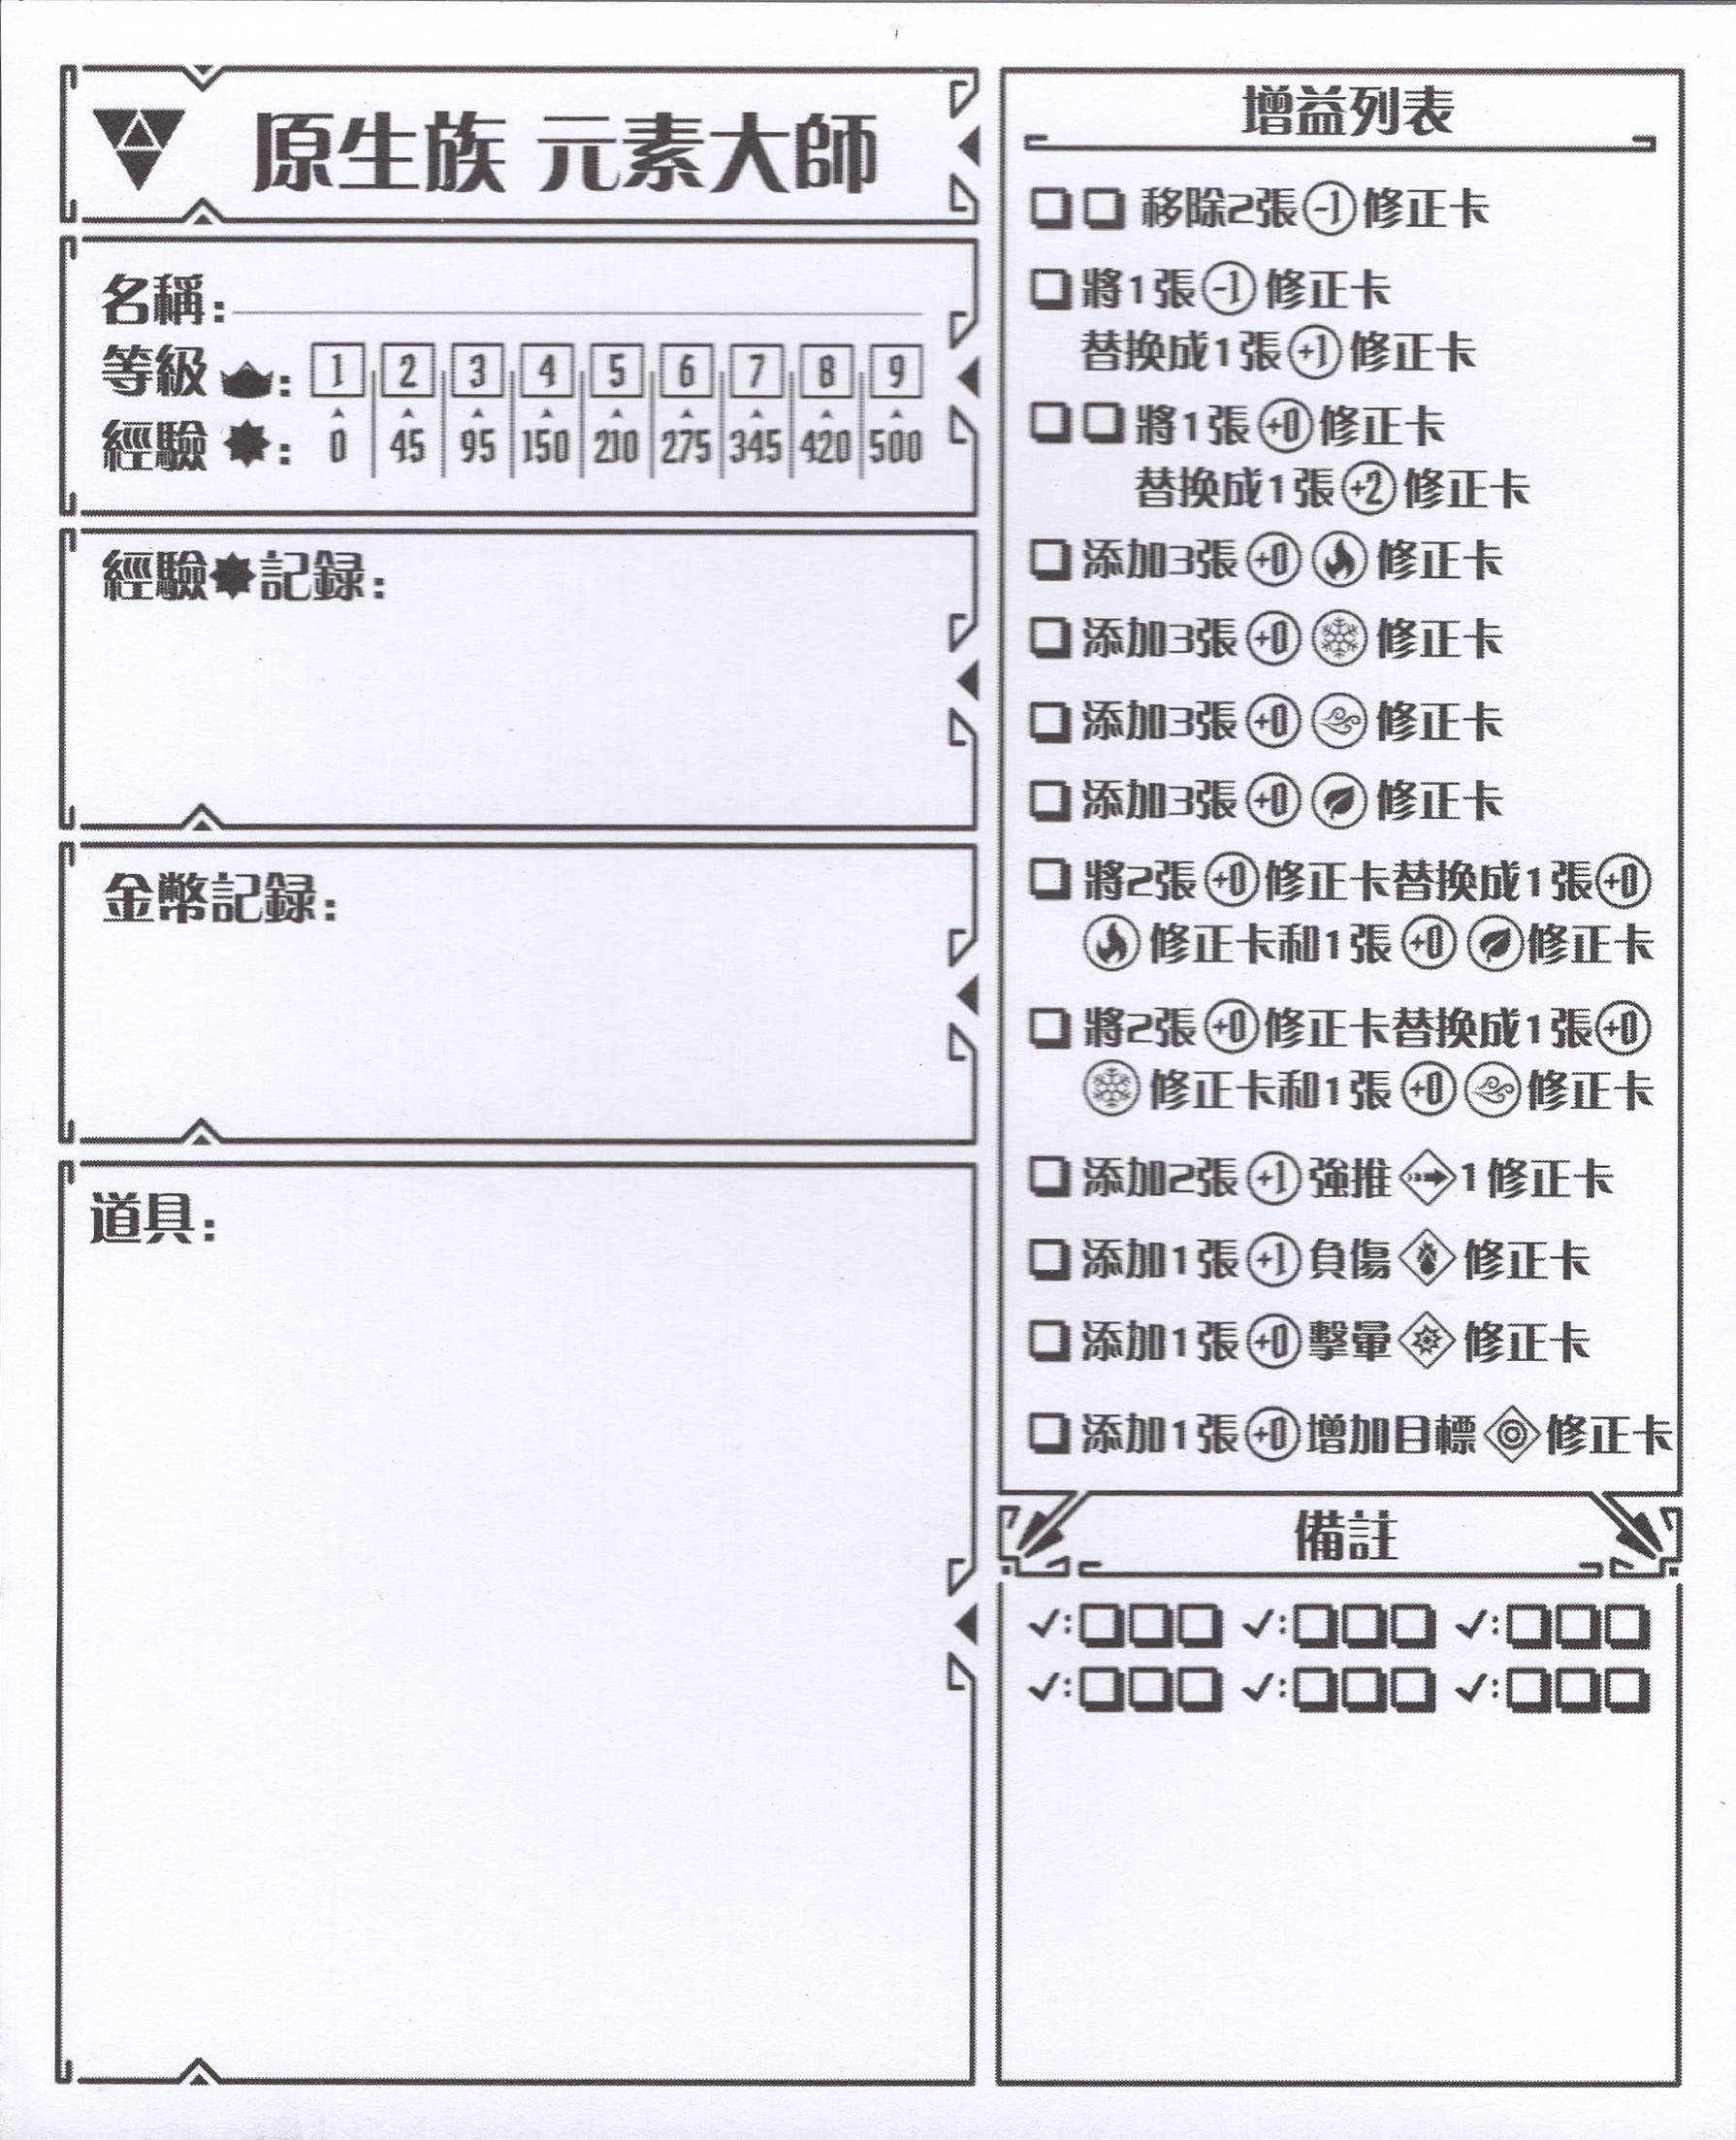 原生族 元素大師
名稱：
等級：1 2 3 4 5 6 7 8 9
經驗：0 45 95 150 210 275 345 420 500
經驗記録：
金幣記録：
道具：
增益列表
移除2張-1修正卡
將1張-1修正卡
替換成1張+1修正卡
將1張+0修正卡
替換成1張+2修正卡
添加3張+0修正卡
添加3張+0修正卡
添加3張+0修正卡
添加3張+0修正卡
將2張+0修正卡替換成1張+0
修正卡和1張+0修正卡
將2張+0修正卡替換成1張+0
修正卡和1張+0修正卡
添加2張+1強推1修正卡
添加1張+1負傷修正卡
添加1張+0擊暈修正卡
添加1張+0增加目標修正卡
備註
✓: ✓: ✓:
✓: ✓: ✓: